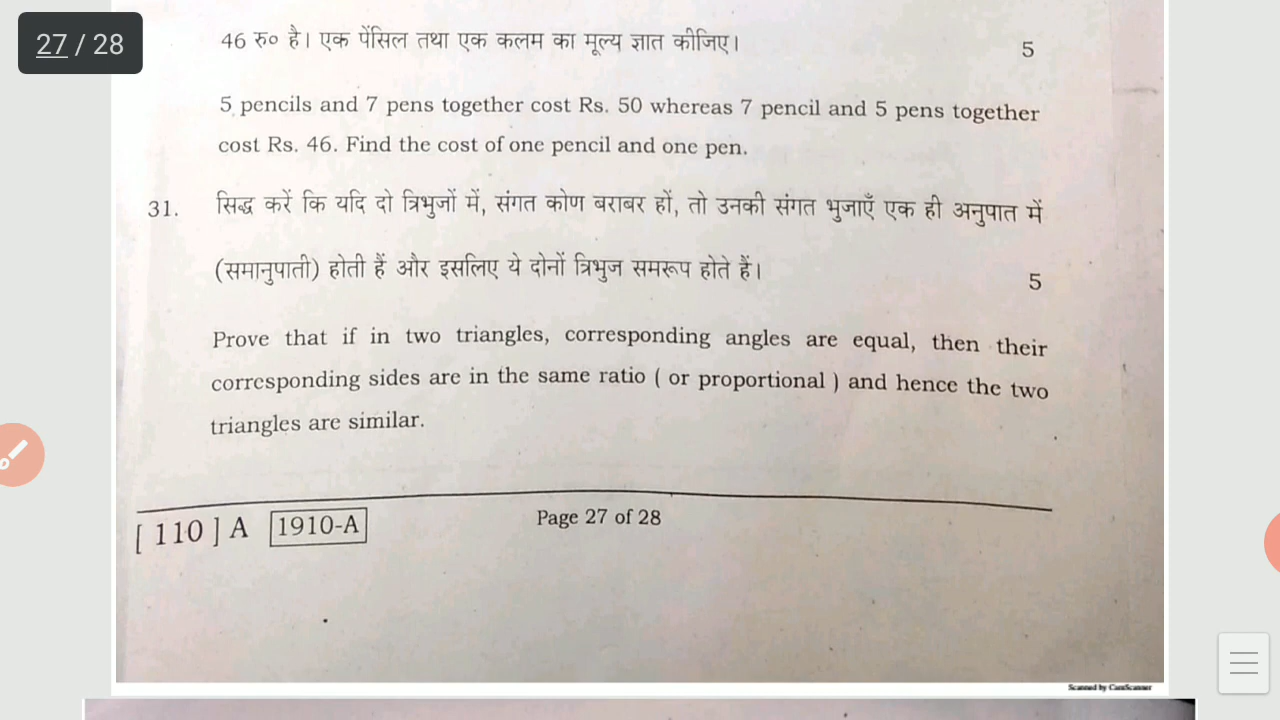 27 / 28
46 रु० है। एक पेंसिल तथा एक कलम का मूल्य ज्ञात कीजिए। 5
5 pencils and 7 pens together cost Rs. 50 whereas 7 pencil and 5 pens together
cost Rs. 46. Find the cost of one pencil and one pen.
31. सिद्ध करें कि यदि दो त्रिभुजों में, संगत कोण बराबर हों, तो उनकी संगत भुजाएँ एक ही अनुपात में
(समानुपाती) होती हैं और इसलिए ये दोनों त्रिभुज समरूप होते हैं। 5
Prove that if in two triangles, corresponding angles are equal, then their
corresponding sides are in the same ratio ( or proportional ) and hence the two
triangles are similar.
[ 110 ] A 1910-A Page 27 of 28
Scanned by CamScanner